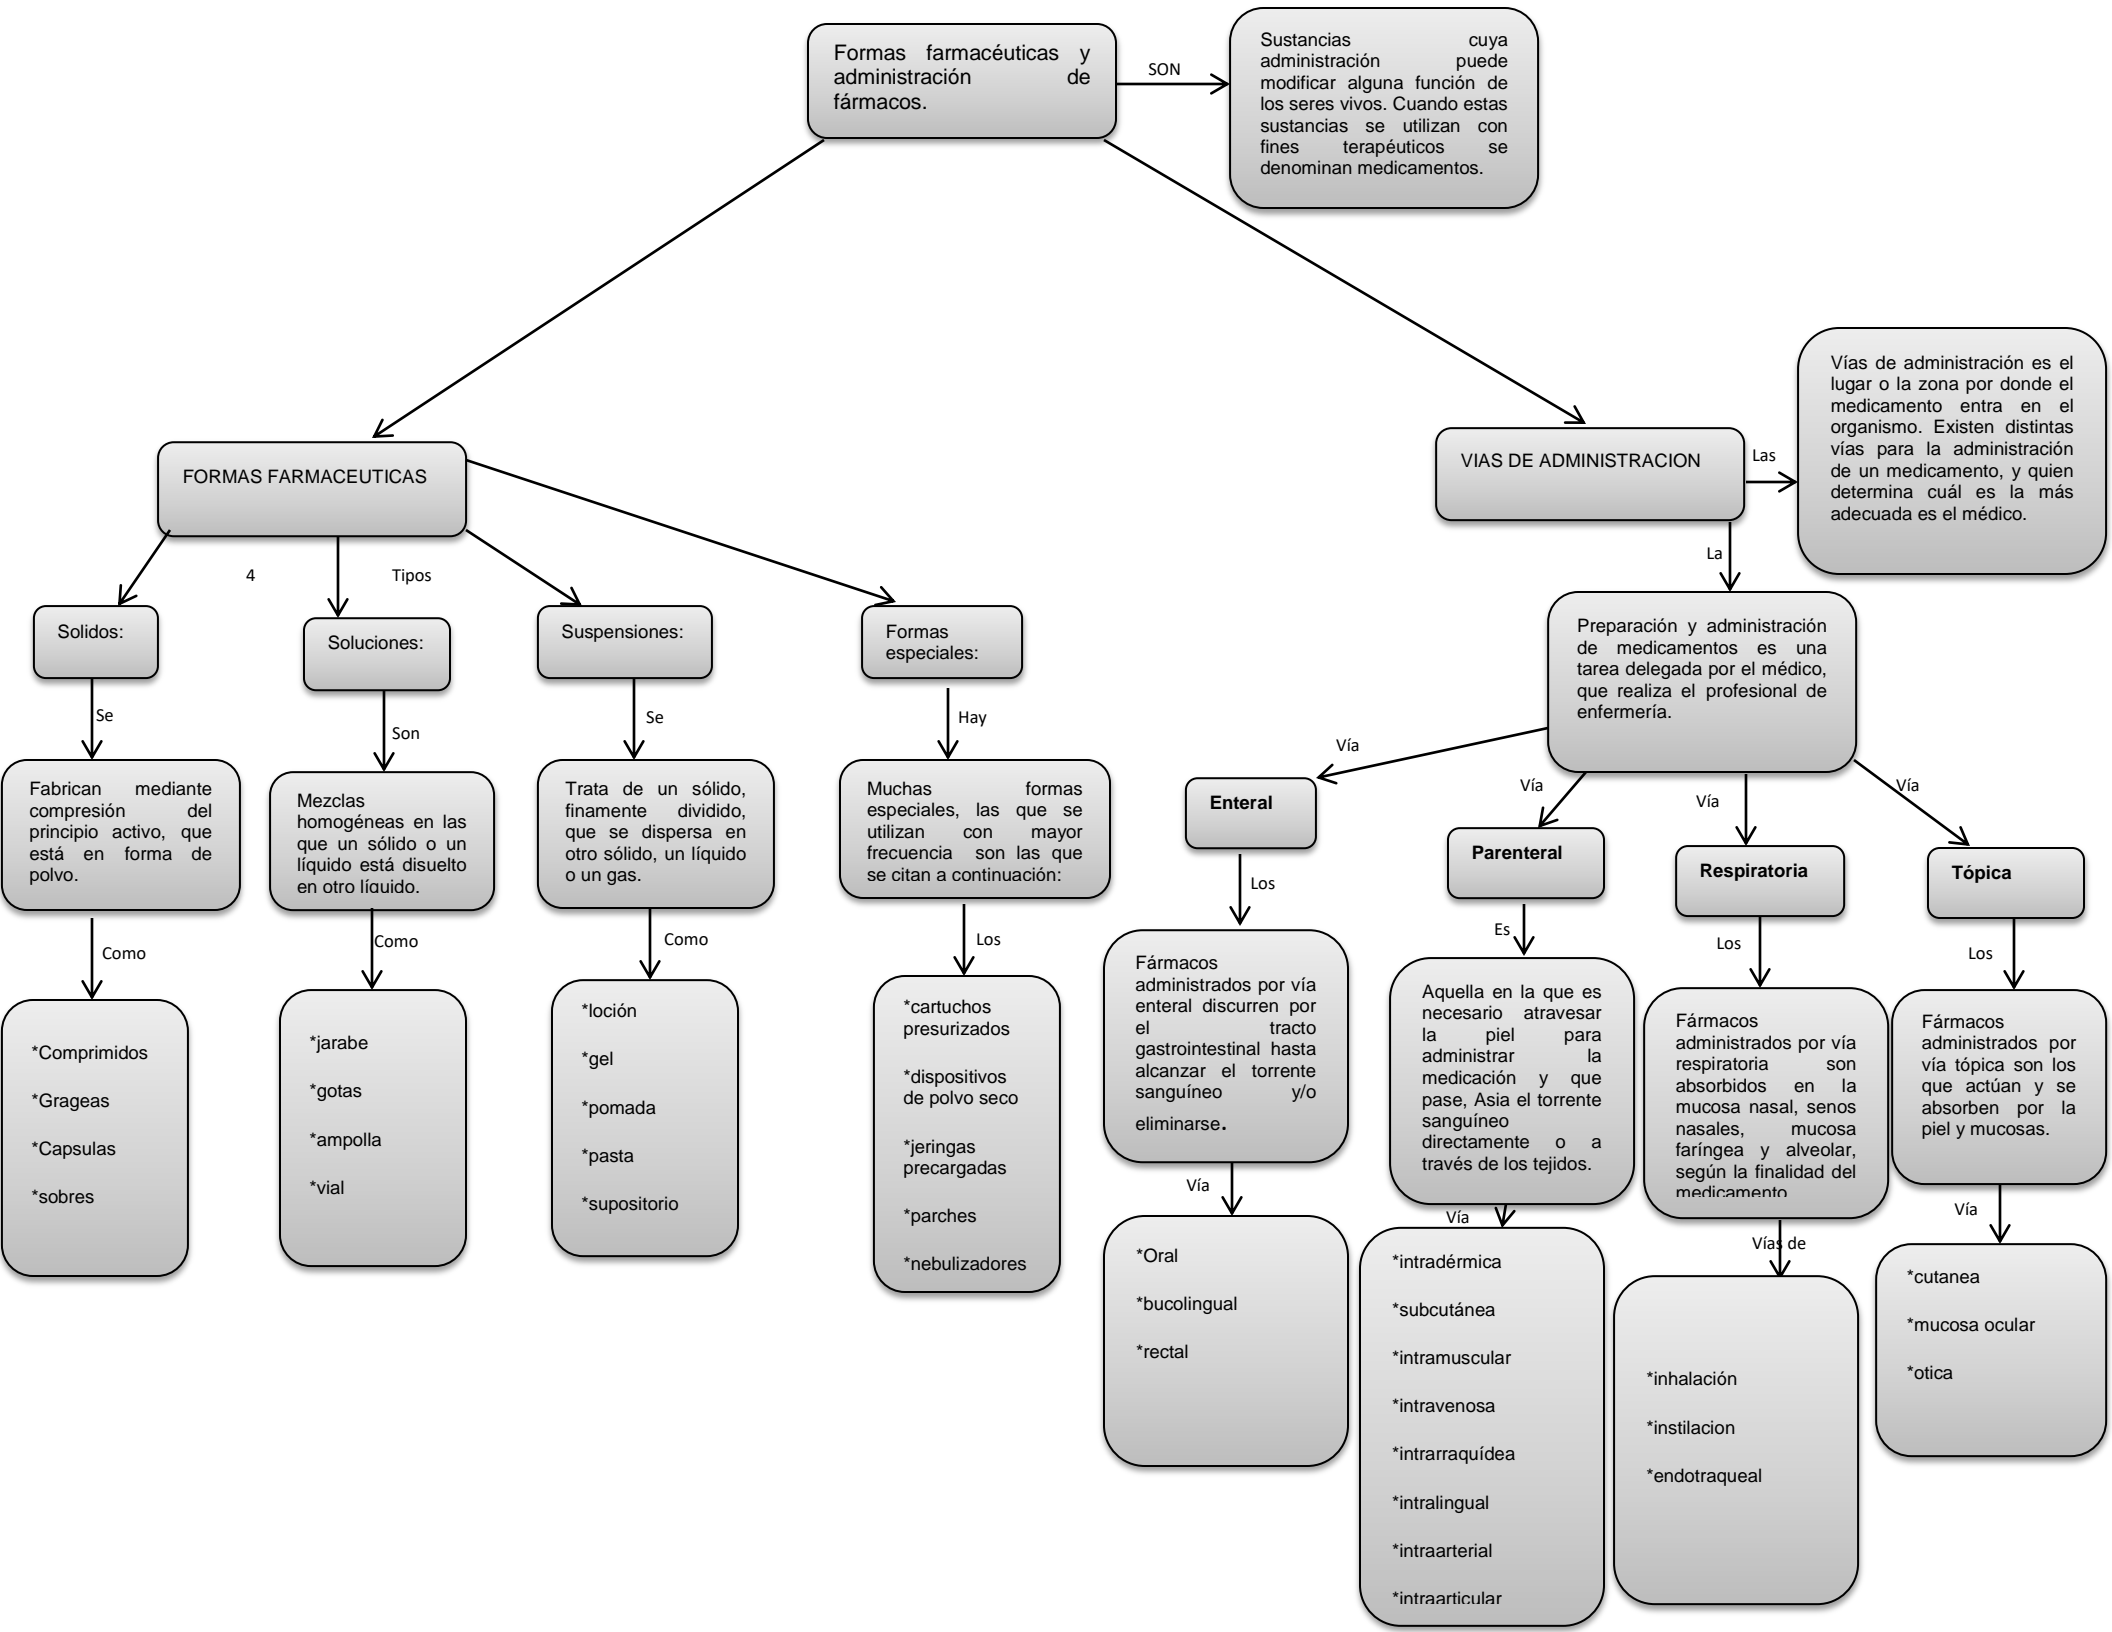 Formas farmacéuticas y
administración de
fármacos.
SON
Sustancias cuya
administración puede
modificar alguna función de
los seres vivos. Cuando estas
sustancias se utilizan con
fines terapéuticos se
denominan medicamentos.
FORMAS FARMACEUTICAS
4 Tipos
Solidos:
Se
Fabrican mediante
compresión del
principio activo, que
está en forma de
polvo.
Como
*Comprimidos
*Grageas
*Capsulas
*sobres
Soluciones:
Son
Mezclas
homogéneas en las
que un sólido o un
líquido está disuelto
en otro líquido.
Como
*jarabe
*gotas
*ampolla
*vial
Suspensiones:
Se
Trata de un sólido,
finamente dividido,
que se dispersa en
otro sólido, un líquido
o un gas.
Como
*loción
*gel
*pomada
*pasta
*supositorio
Formas
especiales:
Hay
Muchas formas
especiales, las que se
utilizan con mayor
frecuencia son las que
se citan a continuación:
Los
*cartuchos
presurizados
*dispositivos
de polvo seco
*jeringas
precargadas
*parches
*nebulizadores
VIAS DE ADMINISTRACION
Las
Vías de administración es el
lugar o la zona por donde el
medicamento entra en el
organismo. Existen distintas
vías para la administración
de un medicamento, y quien
determina cuál es la más
adecuada es el médico.
La
Preparación y administración
de medicamentos es una
tarea delegada por el médico,
que realiza el profesional de
enfermería.
Vía
Enteral
Los
Fármacos
administrados por vía
enteral discurren por
el tracto
gastrointestinal hasta
alcanzar el torrente
sanguíneo y/o
eliminarse.
Vía
*Oral
*bucolingual
*rectal
Vía
Parenteral
Es
Aquella en la que es
necesario atravesar
la piel para
administrar la
medicación y que
pase, Asia el torrente
sanguíneo
directamente o a
través de los tejidos.
Vía
*intradérmica
*subcutánea
*intramuscular
*intravenosa
*intrarraquídea
*intralingual
*intraarterial
*intraarticular
Vía
Respiratoria
Los
Fármacos
administrados por vía
respiratoria son
absorbidos en la
mucosa nasal, senos
nasales, mucosa
faríngea y alveolar,
según la finalidad del
medicamento
Vías de
*inhalación
*instilacion
*endotraqueal
Vía
Tópica
Los
Fármacos
administrados por
vía tópica son los
que actúan y se
absorben por la
piel y mucosas.
Vía
*cutanea
*mucosa ocular
*otica